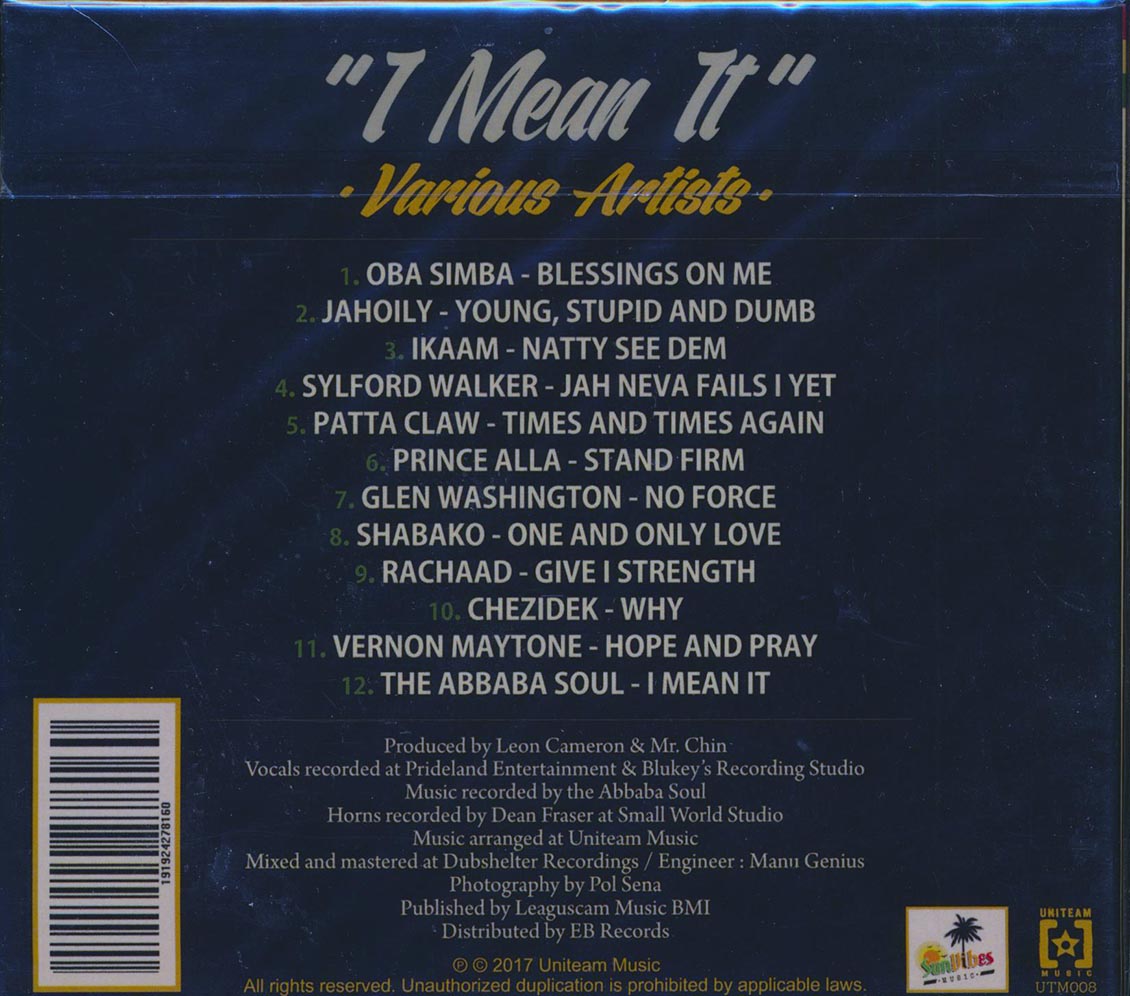 "I Mean It"
• Various Artists •
1. OBA SIMBA - BLESSINGS ON ME
2. JAHOILY - YOUNG, STUPID AND DUMB
3. IKAAM - NATTY SEE DEM
4. SYLFORD WALKER - JAH NEVA FAILS I YET
5. PATTA CLAW - TIMES AND TIMES AGAIN
6. PRINCE ALLA - STAND FIRM
7. GLEN WASHINGTON - NO FORCE
8. SHABAKO - ONE AND ONLY LOVE
9. RACHAAD - GIVE I STRENGTH
10. CHEZIDEK - WHY
11. VERNON MAYTONE - HOPE AND PRAY
12. THE ABBABA SOUL - I MEAN IT
Produced by Leon Cameron & Mr. Chin
Vocals recorded at Prideland Entertainment & Blukey's Recording Studio
Music recorded by the Abbaba Soul
Horns recorded by Dean Fraser at Small World Studio
Music arranged at Uniteam Music
Mixed and mastered at Dubshelter Recordings / Engineer : Manu Genius
Photography by Pol Sena
Published by Leaguscam Music BMI
Distributed by EB Records
℗ © 2017 Uniteam Music
All rights reserved. Unauthorized duplication is prohibited by applicable laws.
191924278160
SunVibes
• MUSIC •
UNITEAM
MUSIC
UTM008